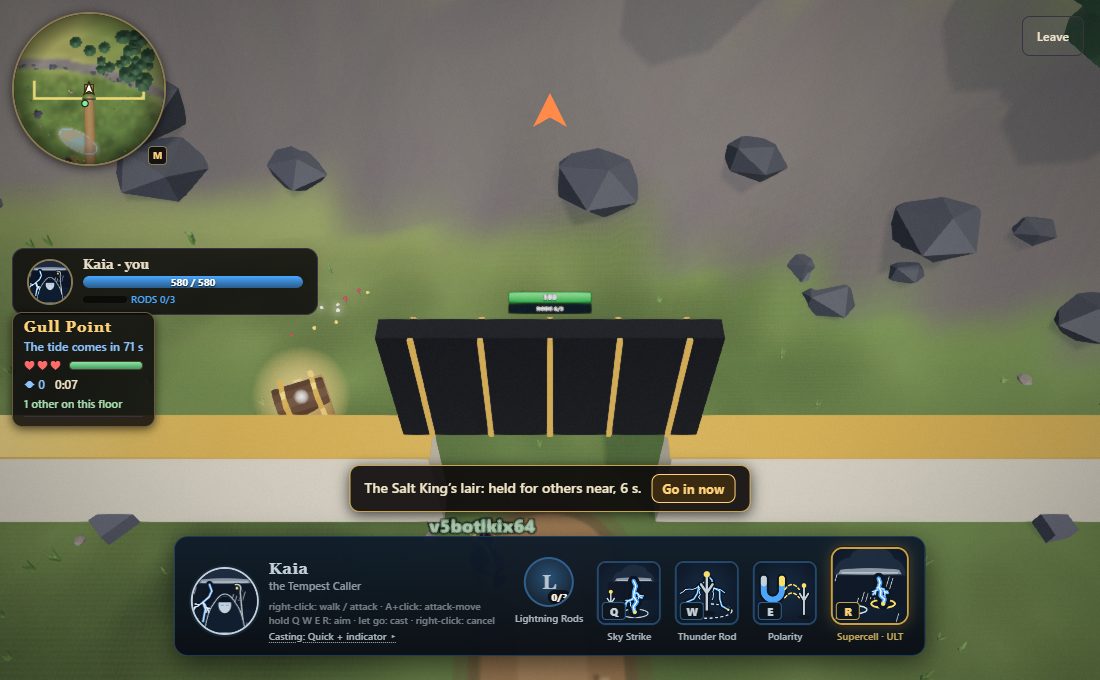 Leave
M
Kaia · you
580 / 580
RODS 0/3
Gull Point
The tide comes in 71 s
0 0:07
1 other on this floor
The Salt King's lair: held for others near, 6 s.
Go in now
v5botlkix64
Kaia
the Tempest Caller
right-click: walk / attack · A+click: attack-move
hold Q W E R: aim · let go: cast · right-click: cancel
Casting: Quick + indicator
L
0/3
Lightning Rods
Q
Sky Strike
W
Thunder Rod
E
Polarity
R
Supercell · ULT